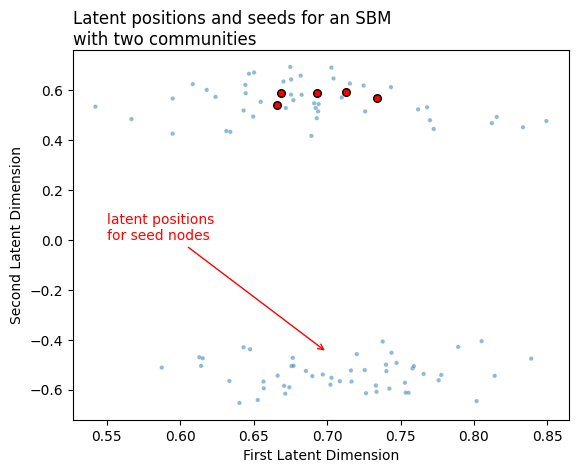 Latent positions and seeds for an SBM
with two communities
0.6
0.4
0.2
0.0
−0.2
−0.4
−0.6
Second Latent Dimension
latent positions
for seed nodes
0.55 0.60 0.65 0.70 0.75 0.80 0.85
First Latent Dimension